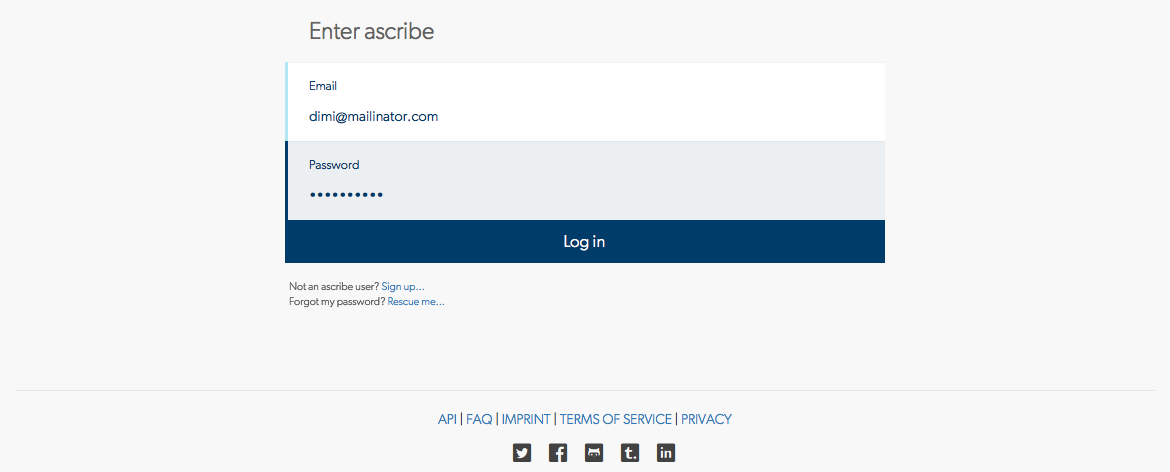 Enter ascribe
Email
dimi@mailinator.com
Password
••••••••••
Log in
Not an ascribe user? Sign up...
Forgot my password? Rescue me...
API | FAQ | IMPRINT | TERMS OF SERVICE | PRIVACY